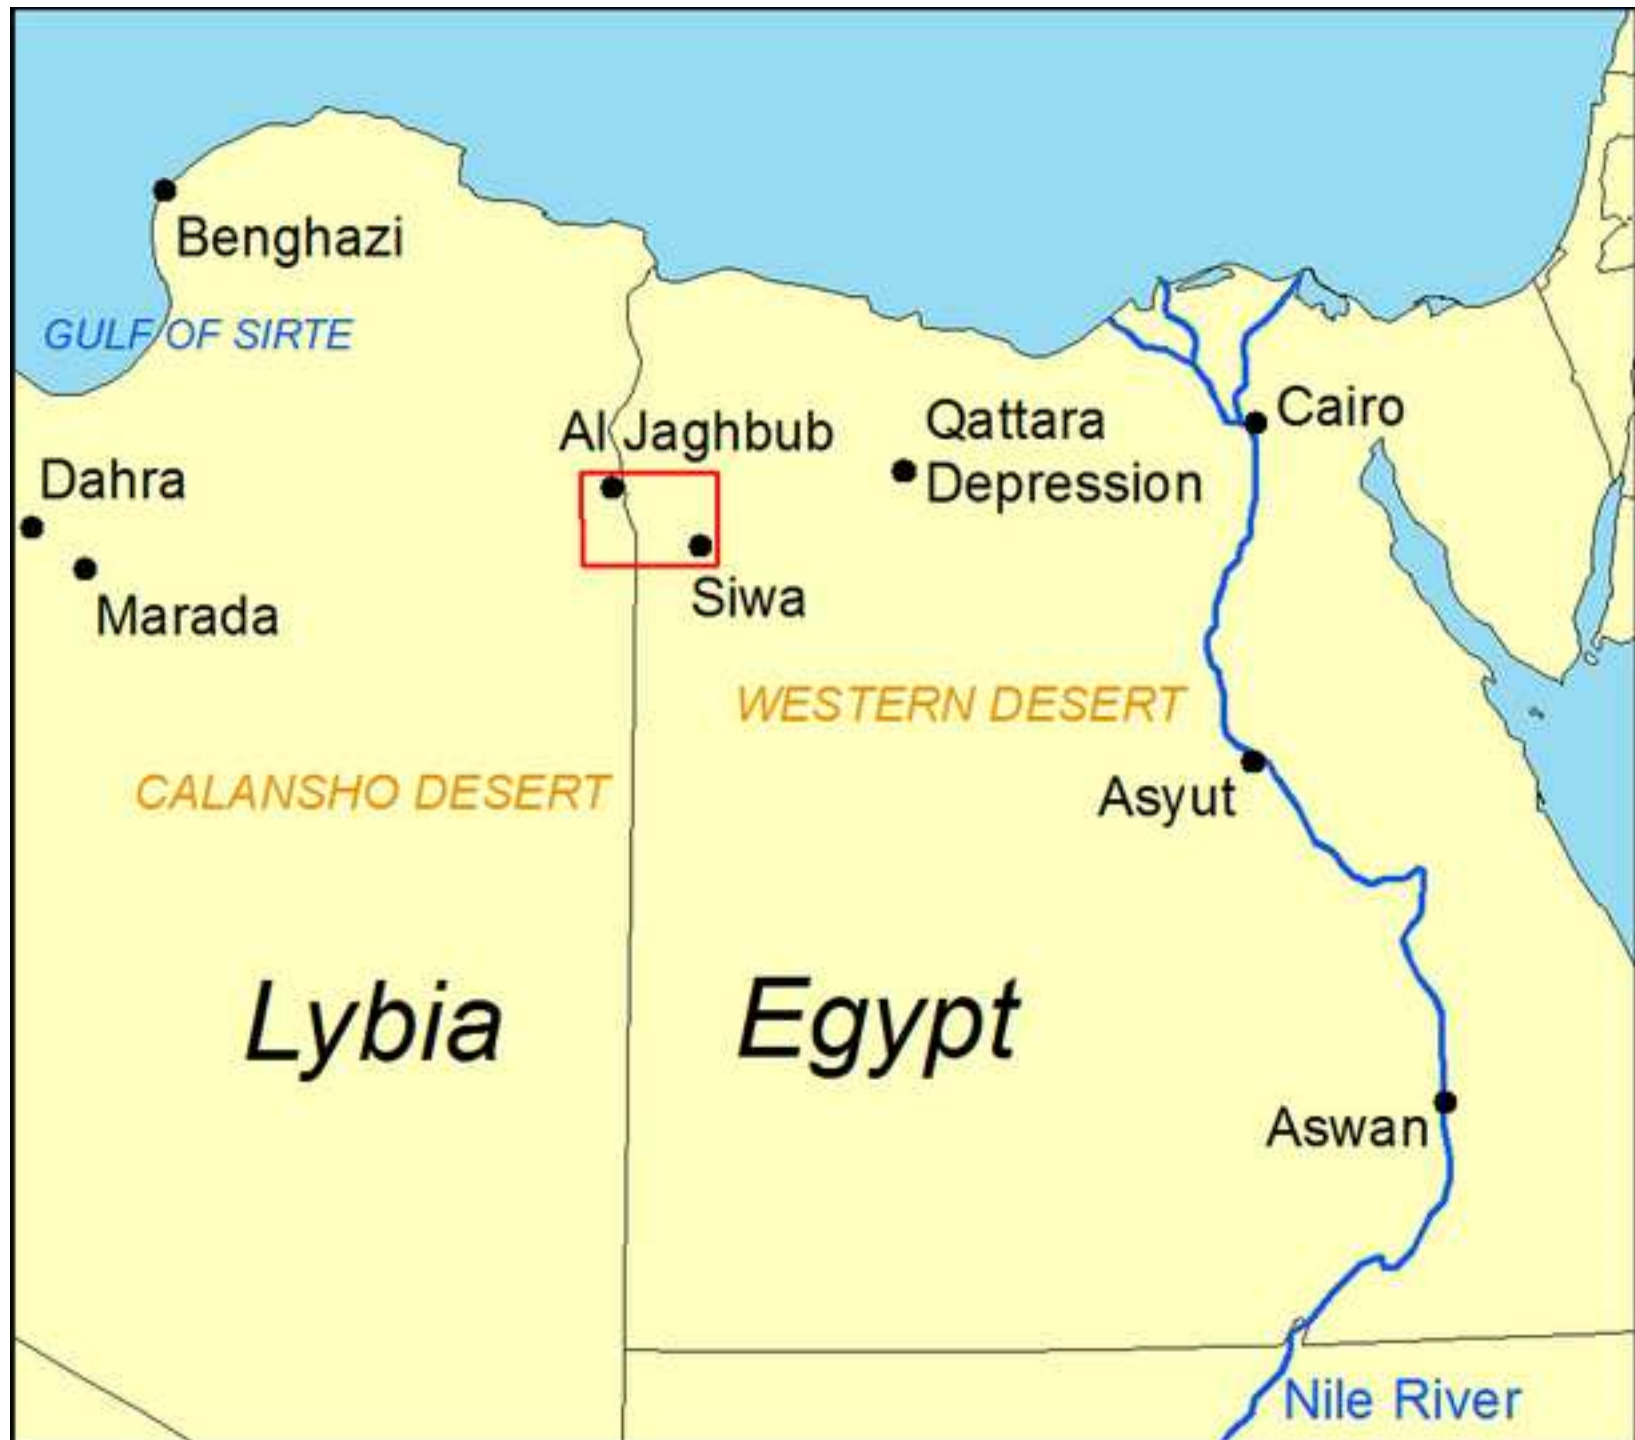 Benghazi
GULF OF SIRTE
Al Jaghbub
Qattara
Depression
Cairo
Dahra
Marada
Siwa
WESTERN DESERT
CALANSHO DESERT
Asyut
Lybia
Egypt
Aswan
Nile River